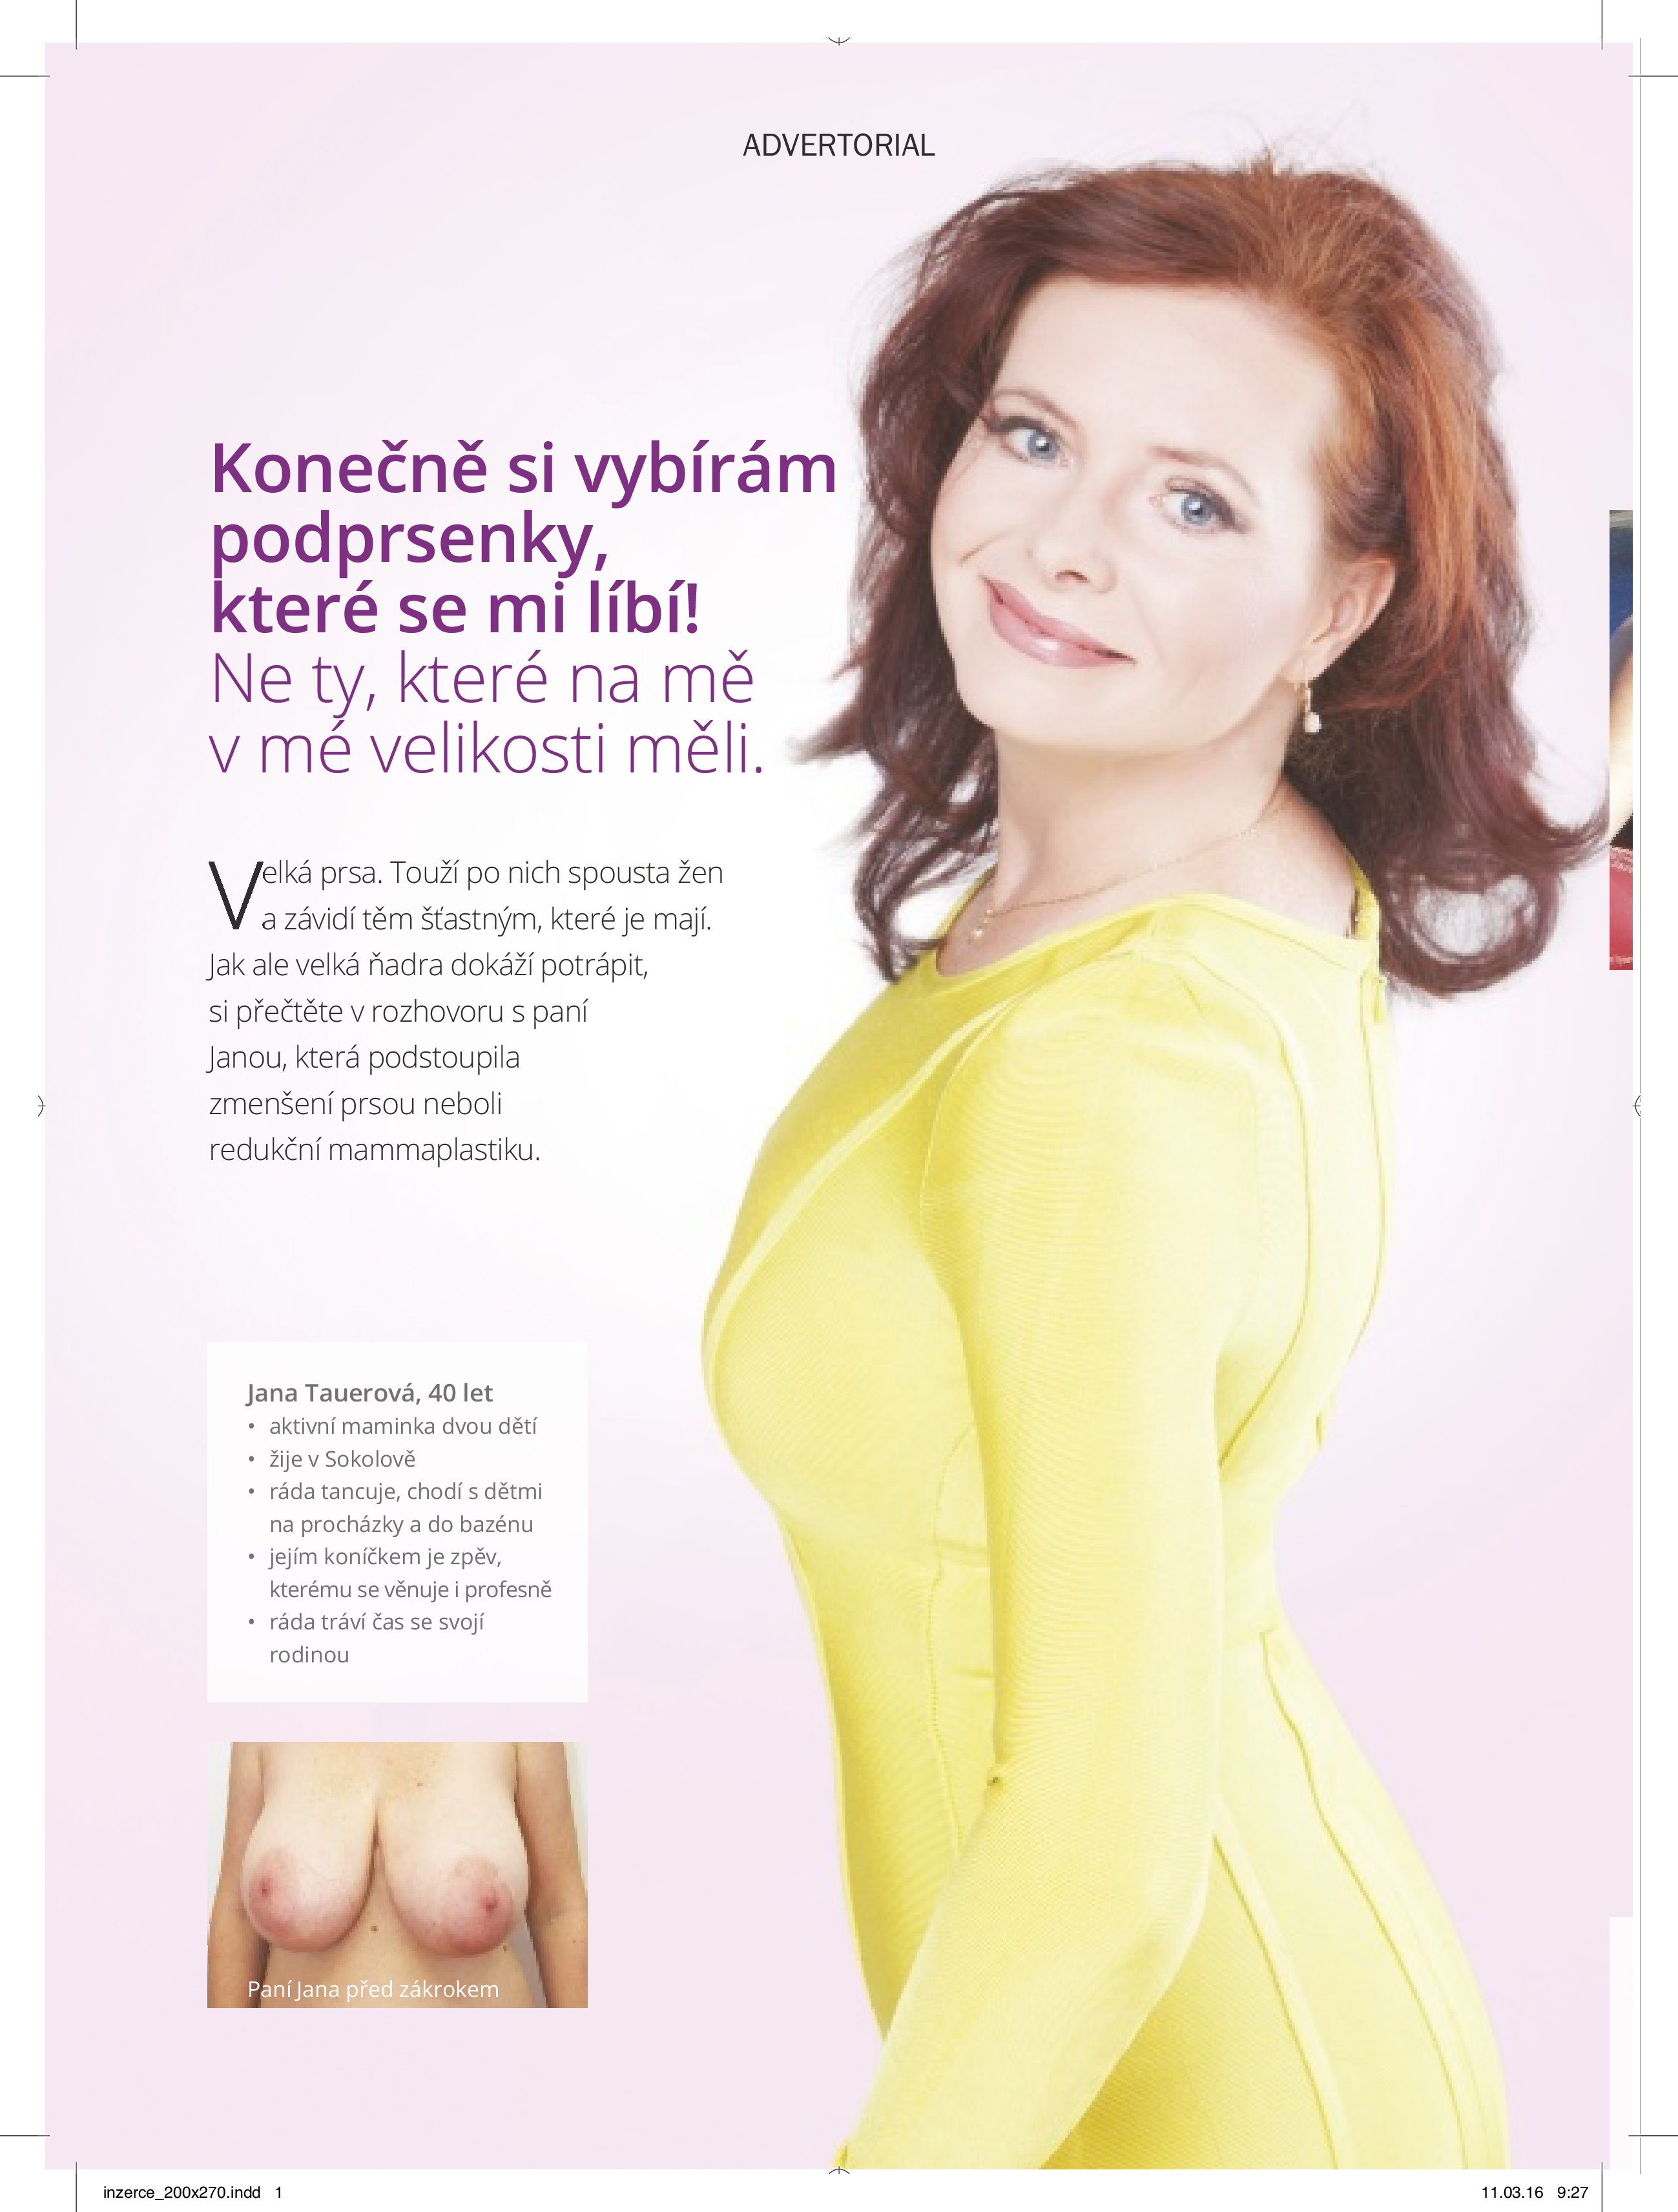 ADVERTORIAL
Konečně si vybírám
podprsenky,
které se mi líbí!
Ne ty, které na mě
v mé velikosti měli.
Velká prsa. Touží po nich spousta žen
a závidí těm šťastným, které je mají.
Jak ale velká ňadra dokáží potrápit,
si přečtěte v rozhovoru s paní
Janou, která podstoupila
zmenšení prsou neboli
redukční mammaplastiku.
Jana Tauerová, 40 let
• aktivní maminka dvou dětí
• žije v Sokolově
• ráda tancuje, chodí s dětmi
na procházky a do bazénu
• jejím koníčkem je zpěv,
kterému se věnuje i profesně
• ráda tráví čas se svojí
rodinou
Paní Jana před zákrokem
inzerce_200x270.indd 1
11.03.16 9:27